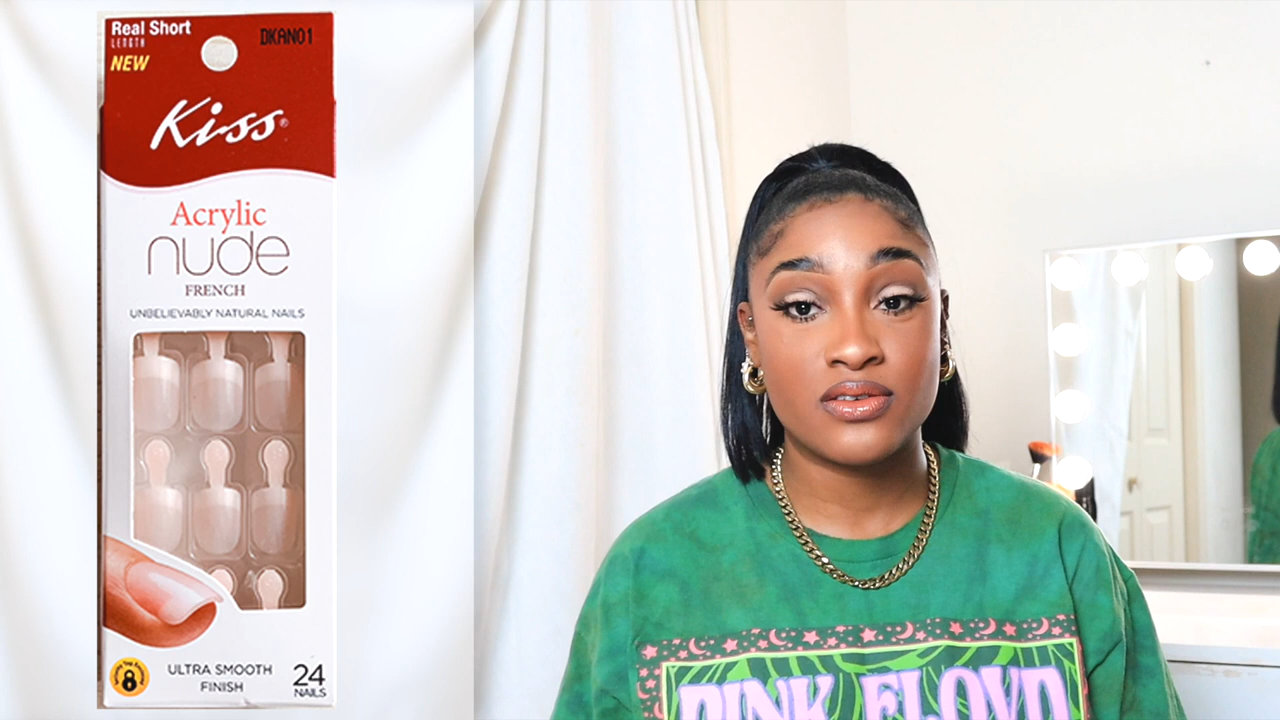 Real Short
LENGTH
DKAN01
NEW
Kiss®
Acrylic
nude
FRENCH
UNBELIEVABLY NATURAL NAILS
ULTRA SMOOTH
FINISH
24
NAILS
PINK FLOYD